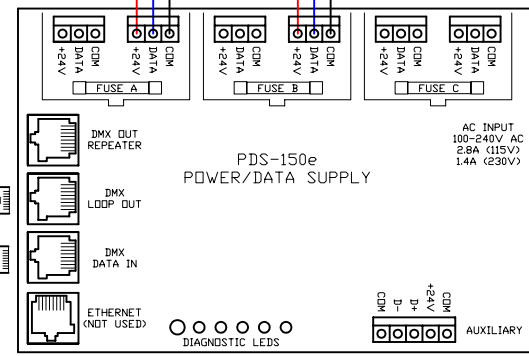 +24V DATA COM +24V DATA COM
FUSE A
+24V DATA COM +24V DATA COM
FUSE B
+24V DATA COM +24V DATA COM
FUSE C
DMX OUT
REPEATER
AC INPUT
100-240V AC
2.8A (115V)
1.4A (230V)
PDS-150e
POWER/DATA SUPPLY
DMX
LOOP OUT
DMX
DATA IN
ETHERNET
(NOT USED)
DIAGNOSTIC LEDS
COM D- D+ +24V COM
AUXILIARY